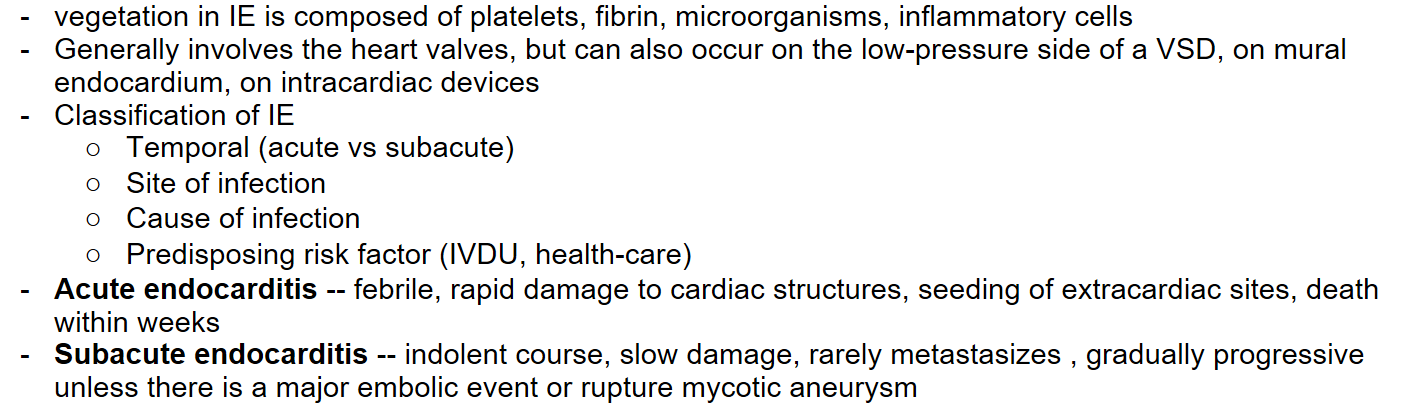 - vegetation in IE is composed of platelets, fibrin, microorganisms, inflammatory cells
- Generally involves the heart valves, but can also occur on the low-pressure side of a VSD, on mural
endocardium, on intracardiac devices
- Classification of IE
○ Temporal (acute vs subacute)
○ Site of infection
○ Cause of infection
○ Predisposing risk factor (IVDU, health-care)
- Acute endocarditis -- febrile, rapid damage to cardiac structures, seeding of extracardiac sites, death
within weeks
- Subacute endocarditis -- indolent course, slow damage, rarely metastasizes , gradually progressive
unless there is a major embolic event or rupture mycotic aneurysm